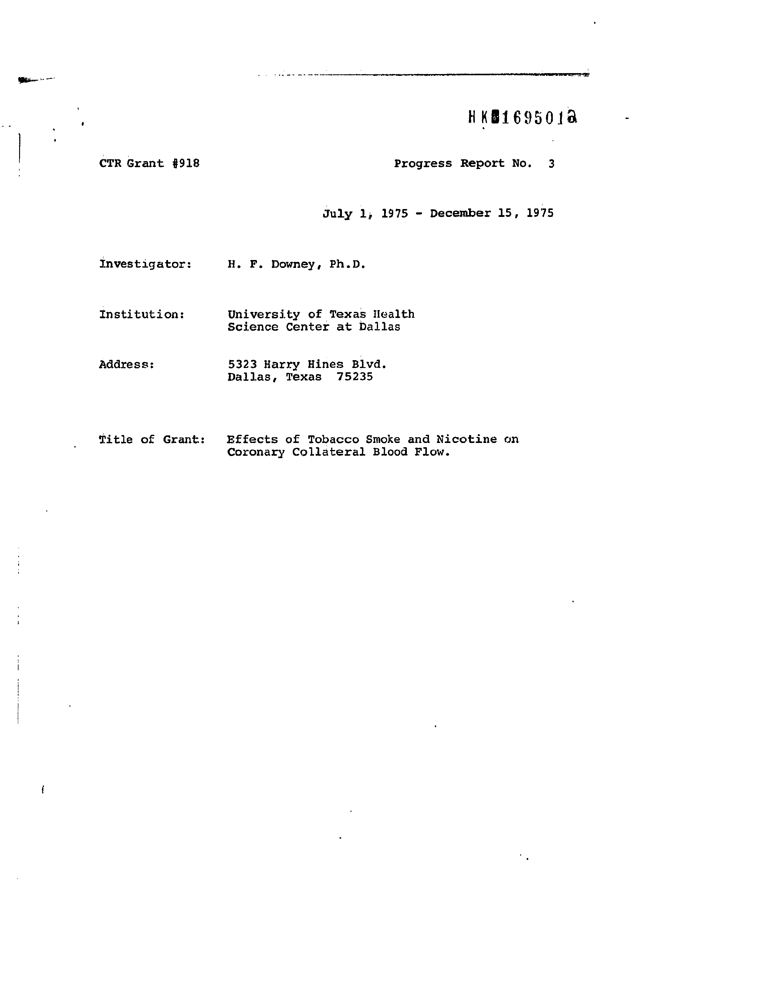 HK 169501a
CTR Grant #918 Progress Report No. 3
July 1, 1975 - December 15, 1975
Investigator: H. F. Downey, Ph.D.
Institution: University of Texas Health
Science Center at Dallas
Address: 5323 Harry Hines Blvd.
Dallas, Texas 75235
Title of Grant: Effects of Tobacco Smoke and Nicotine on
Coronary Collateral Blood Flow.